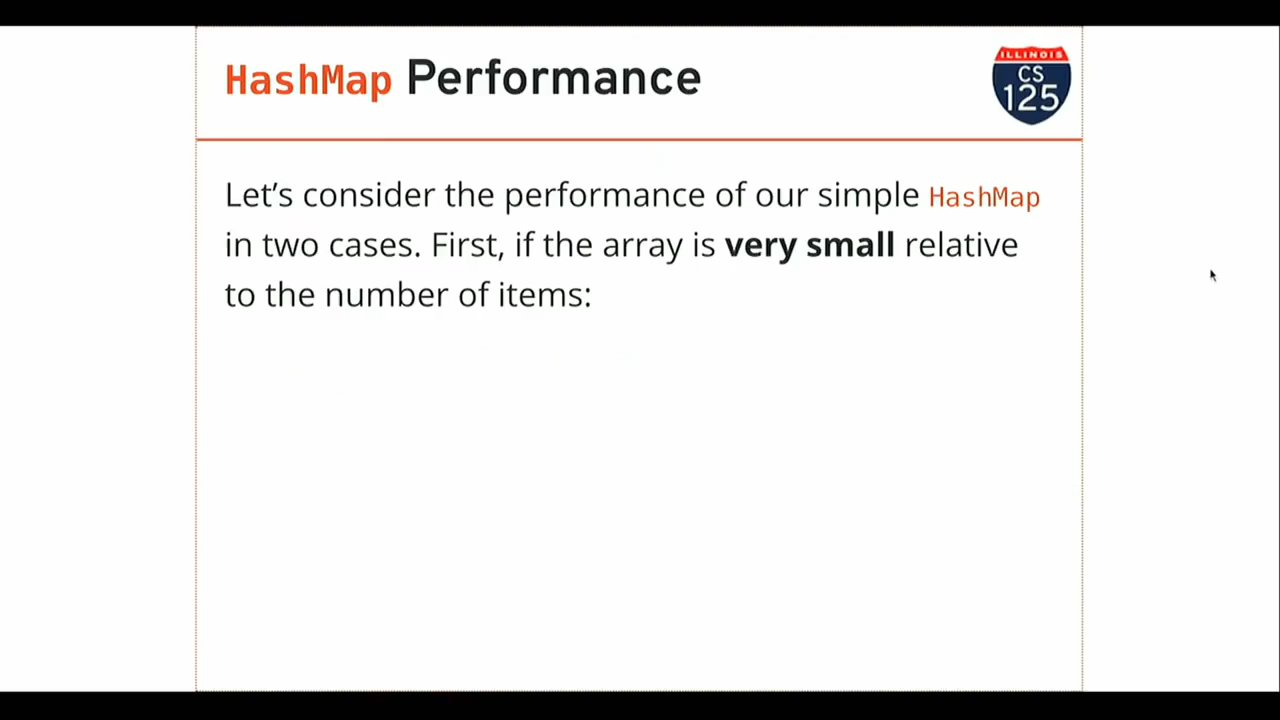 HashMap Performance
ILLINOIS
CS
125
Let’s consider the performance of our simple HashMap
in two cases. First, if the array is very small relative
to the number of items: